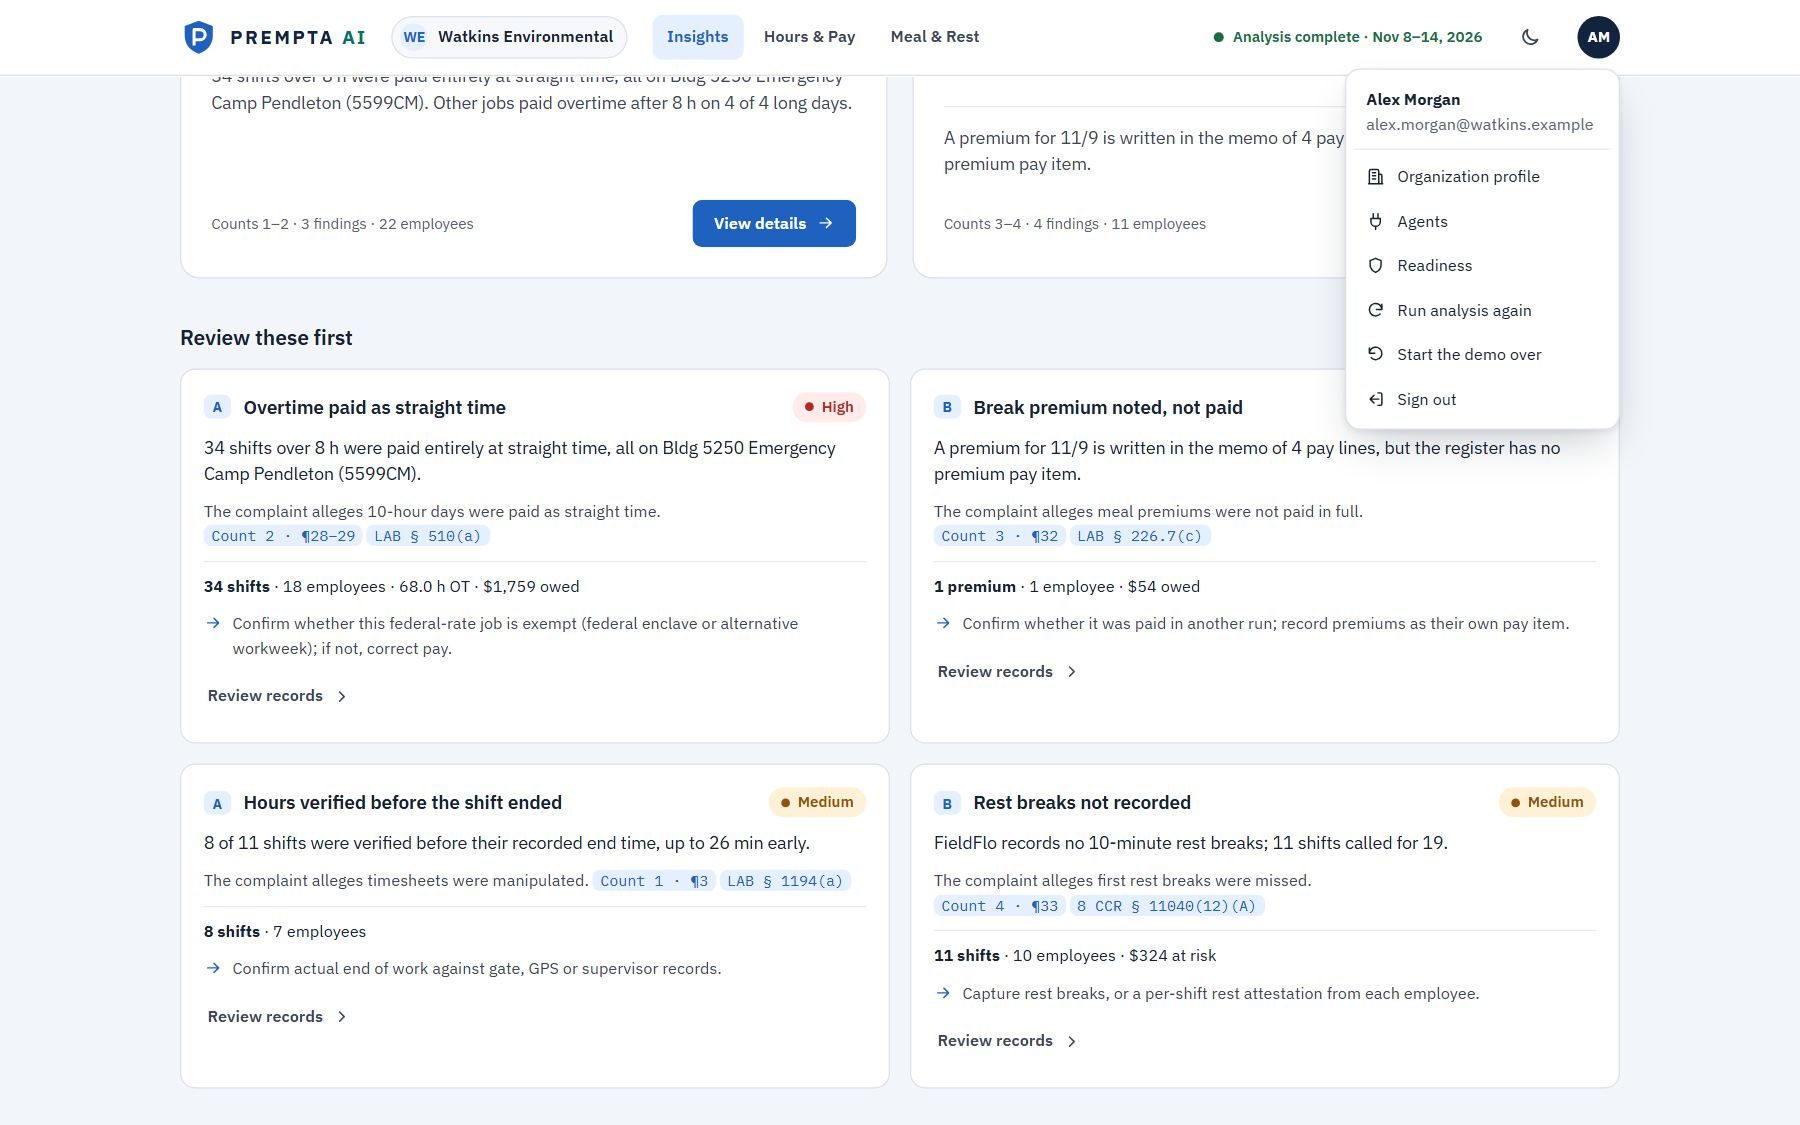 PREMPTA AI
WE Watkins Environmental
Insights
Hours & Pay
Meal & Rest
Analysis complete · Nov 8–14, 2026
AM
34 shifts over 8 h were paid entirely at straight time, all on Bldg 5250 Emergency
Camp Pendleton (5599CM). Other jobs paid overtime after 8 h on 4 of 4 long days.
Counts 1–2 · 3 findings · 22 employees
View details
A premium for 11/9 is written in the memo of 4 pay
premium pay item.
Counts 3–4 · 4 findings · 11 employees
Alex Morgan
alex.morgan@watkins.example
Organization profile
Agents
Readiness
Run analysis again
Start the demo over
Sign out
Review these first
A Overtime paid as straight time
High
34 shifts over 8 h were paid entirely at straight time, all on Bldg 5250 Emergency
Camp Pendleton (5599CM).
The complaint alleges 10-hour days were paid as straight time.
Count 2 · ¶28–29 LAB § 510(a)
34 shifts · 18 employees · 68.0 h OT · $1,759 owed
Confirm whether this federal-rate job is exempt (federal enclave or alternative
workweek); if not, correct pay.
Review records
B Break premium noted, not paid
A premium for 11/9 is written in the memo of 4 pay lines, but the register has no
premium pay item.
The complaint alleges meal premiums were not paid in full.
Count 3 · ¶32 LAB § 226.7(c)
1 premium · 1 employee · $54 owed
Confirm whether it was paid in another run; record premiums as their own pay item.
Review records
A Hours verified before the shift ended
Medium
8 of 11 shifts were verified before their recorded end time, up to 26 min early.
The complaint alleges timesheets were manipulated. Count 1 · ¶3 LAB § 1194(a)
8 shifts · 7 employees
Confirm actual end of work against gate, GPS or supervisor records.
Review records
B Rest breaks not recorded
Medium
FieldFlo records no 10-minute rest breaks; 11 shifts called for 19.
The complaint alleges first rest breaks were missed.
Count 4 · ¶33 8 CCR § 11040(12)(A)
11 shifts · 10 employees · $324 at risk
Capture rest breaks, or a per-shift rest attestation from each employee.
Review records